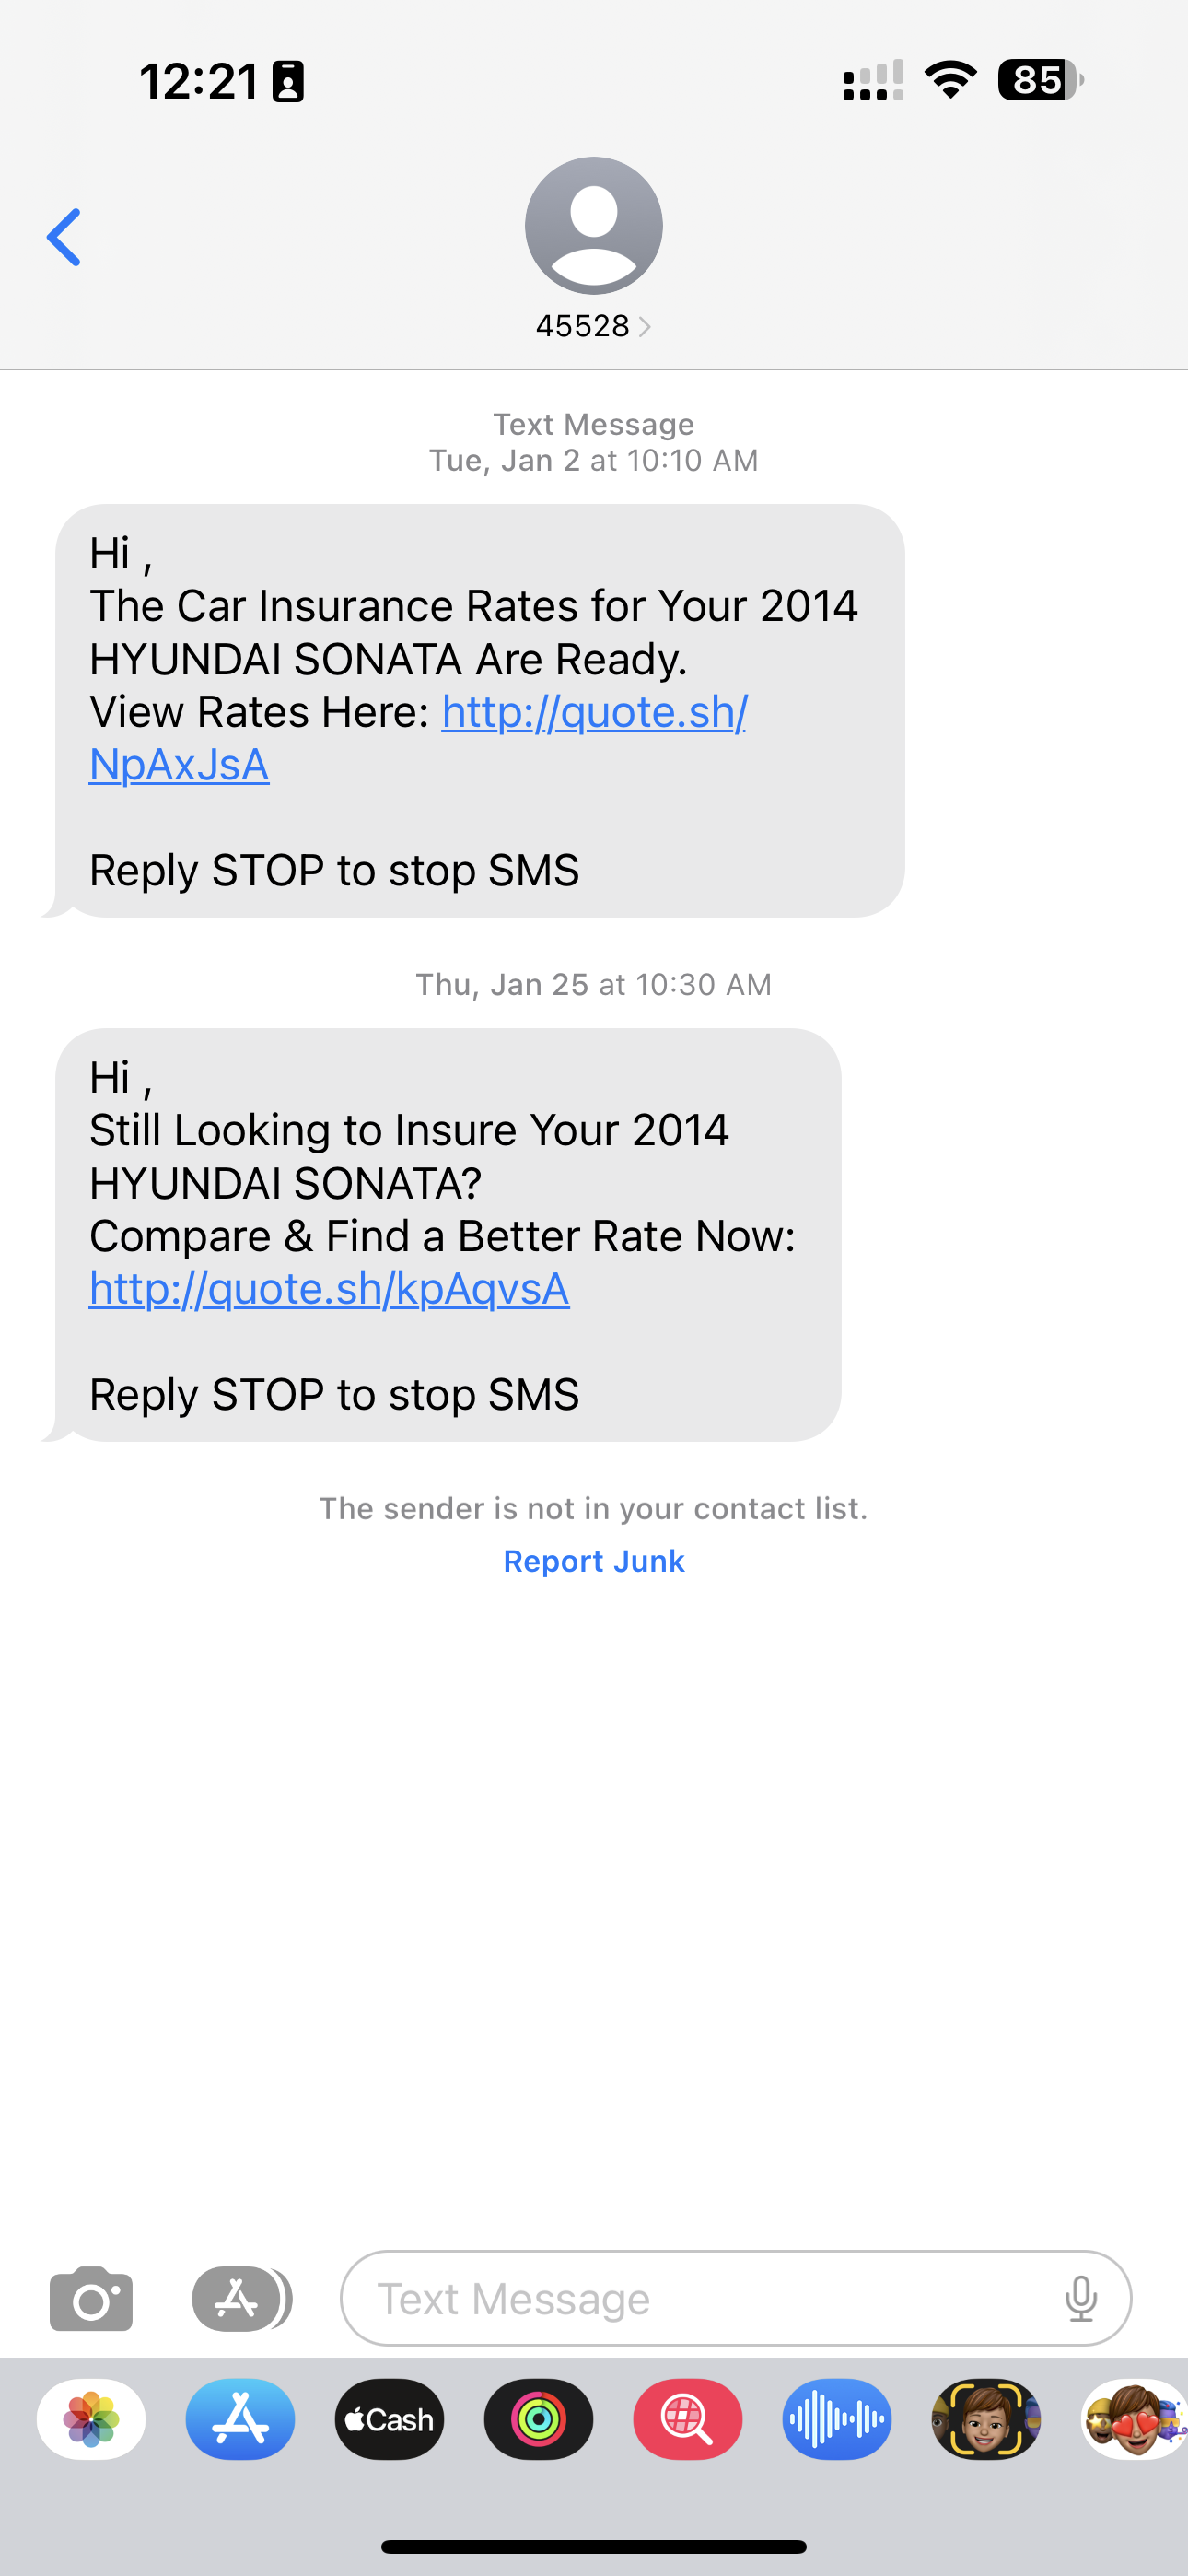 12:21
85
45528
Text Message
Tue, Jan 2 at 10:10 AM
Hi ,
The Car Insurance Rates for Your 2014
HYUNDAI SONATA Are Ready.
View Rates Here: http://quote.sh/
NpAxJsA
Reply STOP to stop SMS
Thu, Jan 25 at 10:30 AM
Hi ,
Still Looking to Insure Your 2014
HYUNDAI SONATA?
Compare & Find a Better Rate Now:
http://quote.sh/kpAqvsA
Reply STOP to stop SMS
The sender is not in your contact list.
Report Junk
Text Message
Cash